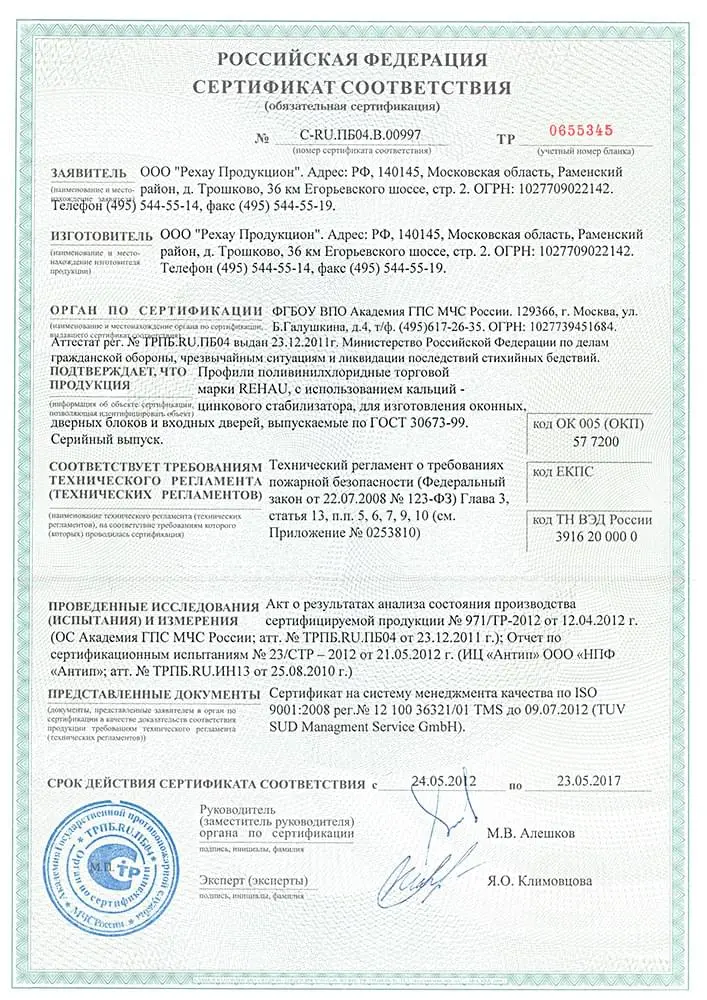 РОССИЙСКАЯ ФЕДЕРАЦИЯ
СЕРТИФИКАТ СООТВЕТСТВИЯ
(обязательная сертификация)
№ C-RU.ПБ04.В.00997 ТР 0655345
(номер сертификата соответствия) (учетный номер бланка)
ЗАЯВИТЕЛЬ ООО "Рехау Продукцион". Адрес: РФ, 140145, Московская область, Раменский
(наименование и место- район, д. Трошково, 36 км Егорьевского шоссе, стр. 2. ОГРН: 1027709022142.
нахождение заявителя)
Телефон (495) 544-55-14, факс (495) 544-55-19.
ИЗГОТОВИТЕЛЬ ООО "Рехау Продукцион". Адрес: РФ, 140145, Московская область, Раменский
(наименование и место- район, д. Трошково, 36 км Егорьевского шоссе, стр. 2. ОГРН: 1027709022142.
нахождение изготовителя Телефон (495) 544-55-14, факс (495) 544-55-19.
продукции)
ОРГАН ПО СЕРТИФИКАЦИИ ФГБОУ ВПО Академия ГПС МЧС России. 129366, г. Москва, ул.
(наименование и местонахождение органа по сертификации, Б.Галушкина, д.4, т/ф. (495)617-26-35. ОГРН: 1027739451684.
выдавшего сертификат соответствия)
Аттестат рег. № ТРПБ.RU.ПБ04 выдан 23.12.2011г. Министерство Российской Федерации по делам
гражданской обороны, чрезвычайным ситуациям и ликвидации последствий стихийных бедствий.
ПОДТВЕРЖДАЕТ, ЧТО Профили поливинилхлоридные торговой
ПРОДУКЦИЯ марки REHAU, с использованием кальций -
(информация об объекте сертификации, цинкового стабилизатора, для изготовления оконных,
позволяющая идентифицировать объект)
дверных блоков и входных дверей, выпускаемые по ГОСТ 30673-99.
Серийный выпуск.
код ОК 005 (ОКП)
57 7200
код ЕКПС
код ТН ВЭД России
3916 20 000 0
СООТВЕТСТВУЕТ ТРЕБОВАНИЯМ Технический регламент о требованиях
ТЕХНИЧЕСКОГО РЕГЛАМЕНТА пожарной безопасности (Федеральный
(ТЕХНИЧЕСКИХ РЕГЛАМЕНТОВ) закон от 22.07.2008 № 123-ФЗ) Глава 3,
(наименование технического регламента (технических статья 13, п.п. 5, 6, 7, 9, 10 (см.
регламентов), на соответствие требованиям которого Приложение № 0253810)
(которых) проводилась сертификация)
ПРОВЕДЕННЫЕ ИССЛЕДОВАНИЯ Акт о результатах анализа состояния производства
(ИСПЫТАНИЯ) И ИЗМЕРЕНИЯ сертифицируемой продукции № 971/ТР-2012 от 12.04.2012 г.
(ОС Академия ГПС МЧС России; атт. № ТРПБ.RU.ПБ04 от 23.12.2011 г.); Отчет по
сертификационным испытаниям № 23/СТР – 2012 от 21.05.2012 г. (ИЦ «Антип» ООО «НПФ
«Антип»; атт. № ТРПБ.RU.ИН13 от 25.08.2010 г.)
ПРЕДСТАВЛЕННЫЕ ДОКУМЕНТЫ Сертификат на систему менеджмента качества по ISO
(документы, представленные заявителем в орган по 9001:2008 рег.№ 12 100 36321/01 TMS до 09.07.2012 (TUV
сертификации в качестве доказательств соответствия SUD Managment Service GmbH).
продукции требованиям технического регламента
(технических регламентов))
СРОК ДЕЙСТВИЯ СЕРТИФИКАТА СООТВЕТСТВИЯ с 24.05.2012 по 23.05.2017
Руководитель
(заместитель руководителя)
органа по сертификации М.В. Алешков
подпись, инициалы, фамилия
Эксперт (эксперты) Я.О. Климовцова
подпись, инициалы, фамилия
Академия Государственной противопожарной службы
МЧС России
ТРПБ.RU.ПБ04
Орган по сертификации
М.П.
ТР